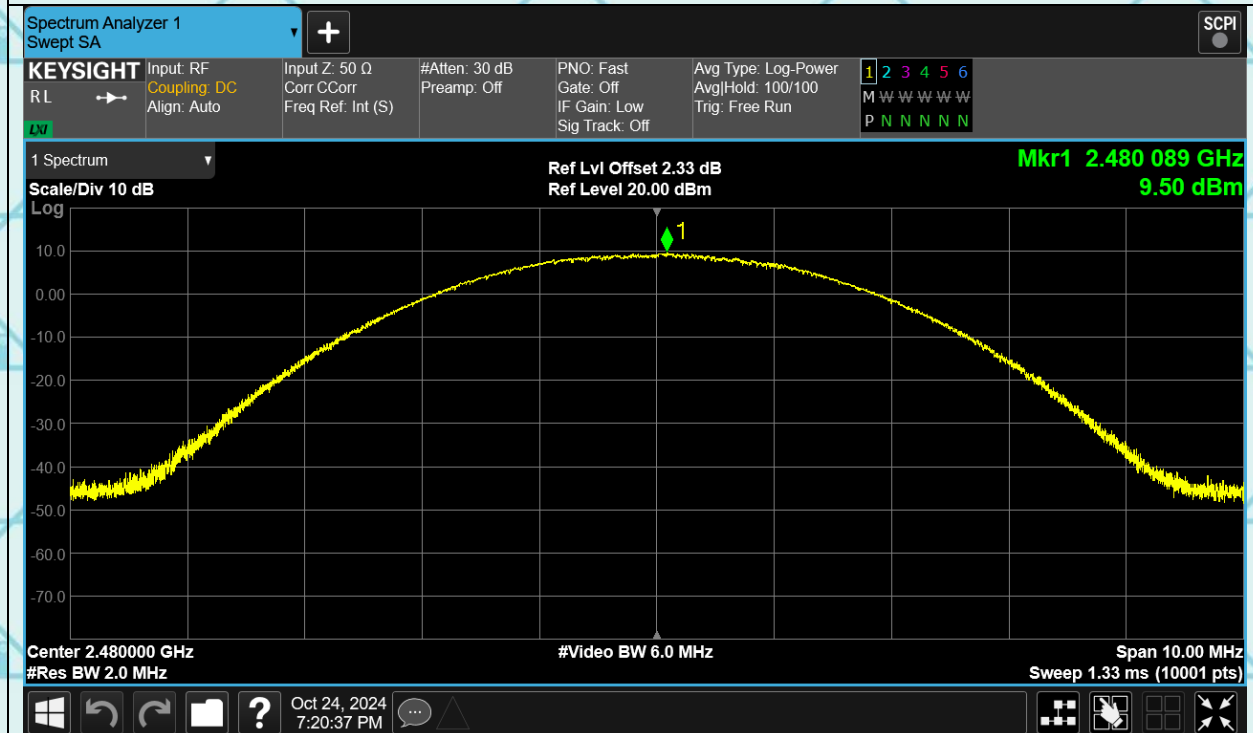 Spectrum Analyzer 1
Swept SA
SCPI
KEYSIGHT
RL
LXI
Input: RF
Coupling: DC
Align: Auto
Input Z: 50 Ω
Corr CCorr
Freq Ref: Int (S)
#Atten: 30 dB
Preamp: Off
PNO: Fast
Gate: Off
IF Gain: Low
Sig Track: Off
Avg Type: Log-Power
Avg|Hold: 100/100
Trig: Free Run
1 2 3 4 5 6
M W W W W W
P N N N N N
1 Spectrum
Scale/Div 10 dB
Log
Ref Lvl Offset 2.33 dB
Ref Level 20.00 dBm
Mkr1 2.480 089 GHz
9.50 dBm
1
10.0
0.00
-10.0
-20.0
-30.0
-40.0
-50.0
-60.0
-70.0
Center 2.480000 GHz
#Res BW 2.0 MHz
#Video BW 6.0 MHz
Span 10.00 MHz
Sweep 1.33 ms (10001 pts)
?
Oct 24, 2024
7:20:37 PM